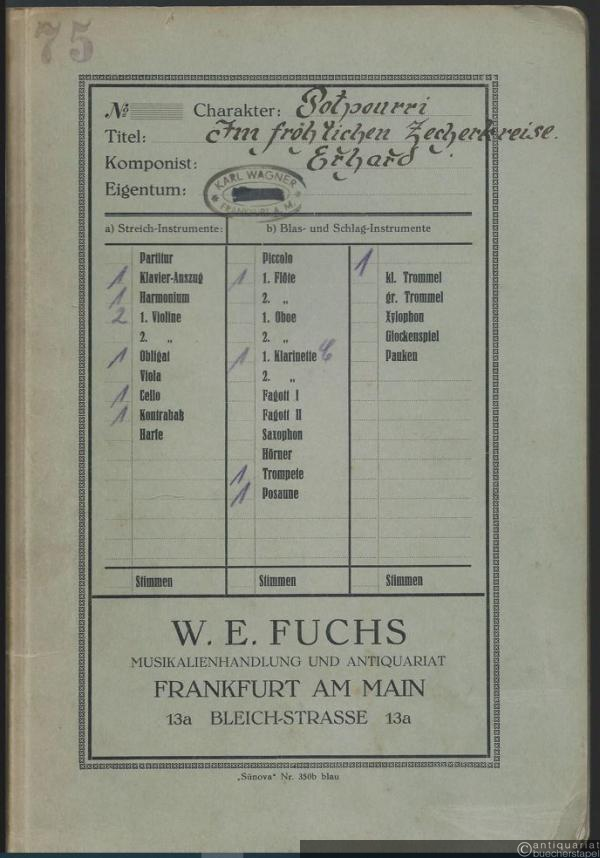 75
№ Charakter: Potpourri
Titel: Im fröhlichen Zecherkreise.
Komponist: Erhard.
Eigentum:
KARL WAGNER
FRANKFURT A. M.
a) Streich-Instrumente:
Partitur
1 Klavier-Auszug
1 Harmonium
2 1. Violine
2. „
1 Obligat
Viola
1 Cello
1 Kontrabaß
Harfe
Stimmen
b) Blas- und Schlag-Instrumente
Piccolo
1 1. Flöte
2. „
1. Oboe
2. „
1 1. Klarinette C
2. „
Fagott I
Fagott II
Saxophon
Hörner
1 Trompete
1 Posaune
Stimmen
1
kl. Trommel
gr. Trommel
Xylophon
Glockenspiel
Pauken
Stimmen
W. E. FUCHS
MUSIKALIENHANDLUNG UND ANTIQUARIAT
FRANKFURT AM MAIN
13a BLEICH-STRASSE 13a
„Sünova“ Nr. 350b blau
antiquariat
buecherstapel